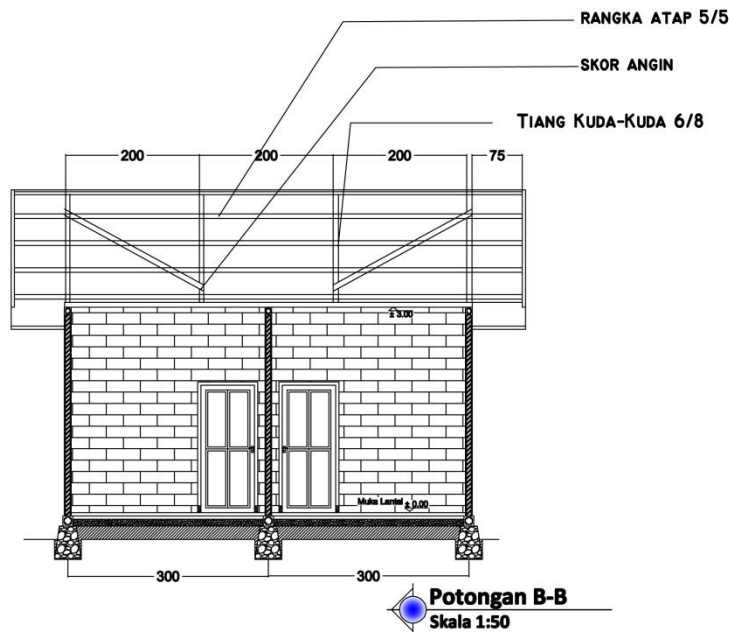 RANGKA ATAP 5/5
SKOR ANGIN
TIANG KUDA-KUDA 6/8
200 200 200 75
± 3.00
Muka Lantai ± 0.00
300 300
Potongan B-B
Skala 1:50